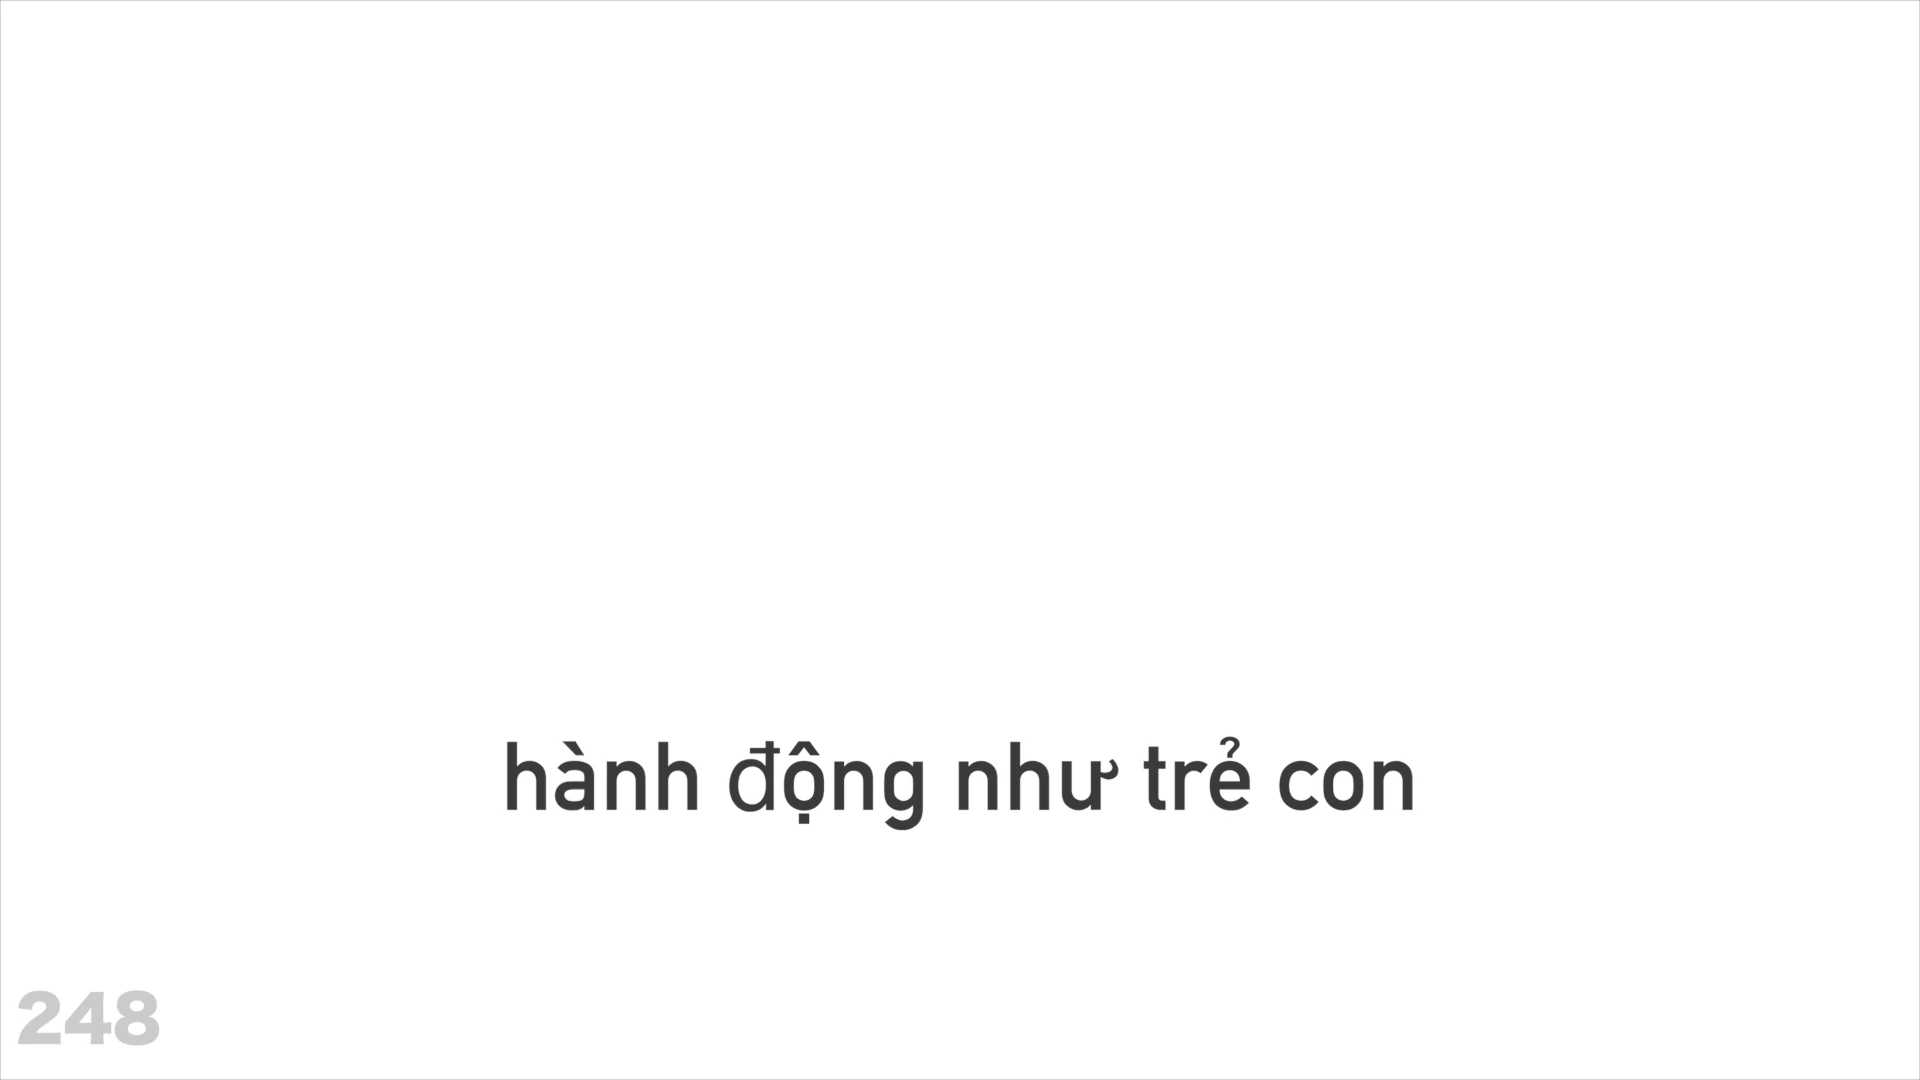 hành động như trẻ con
248